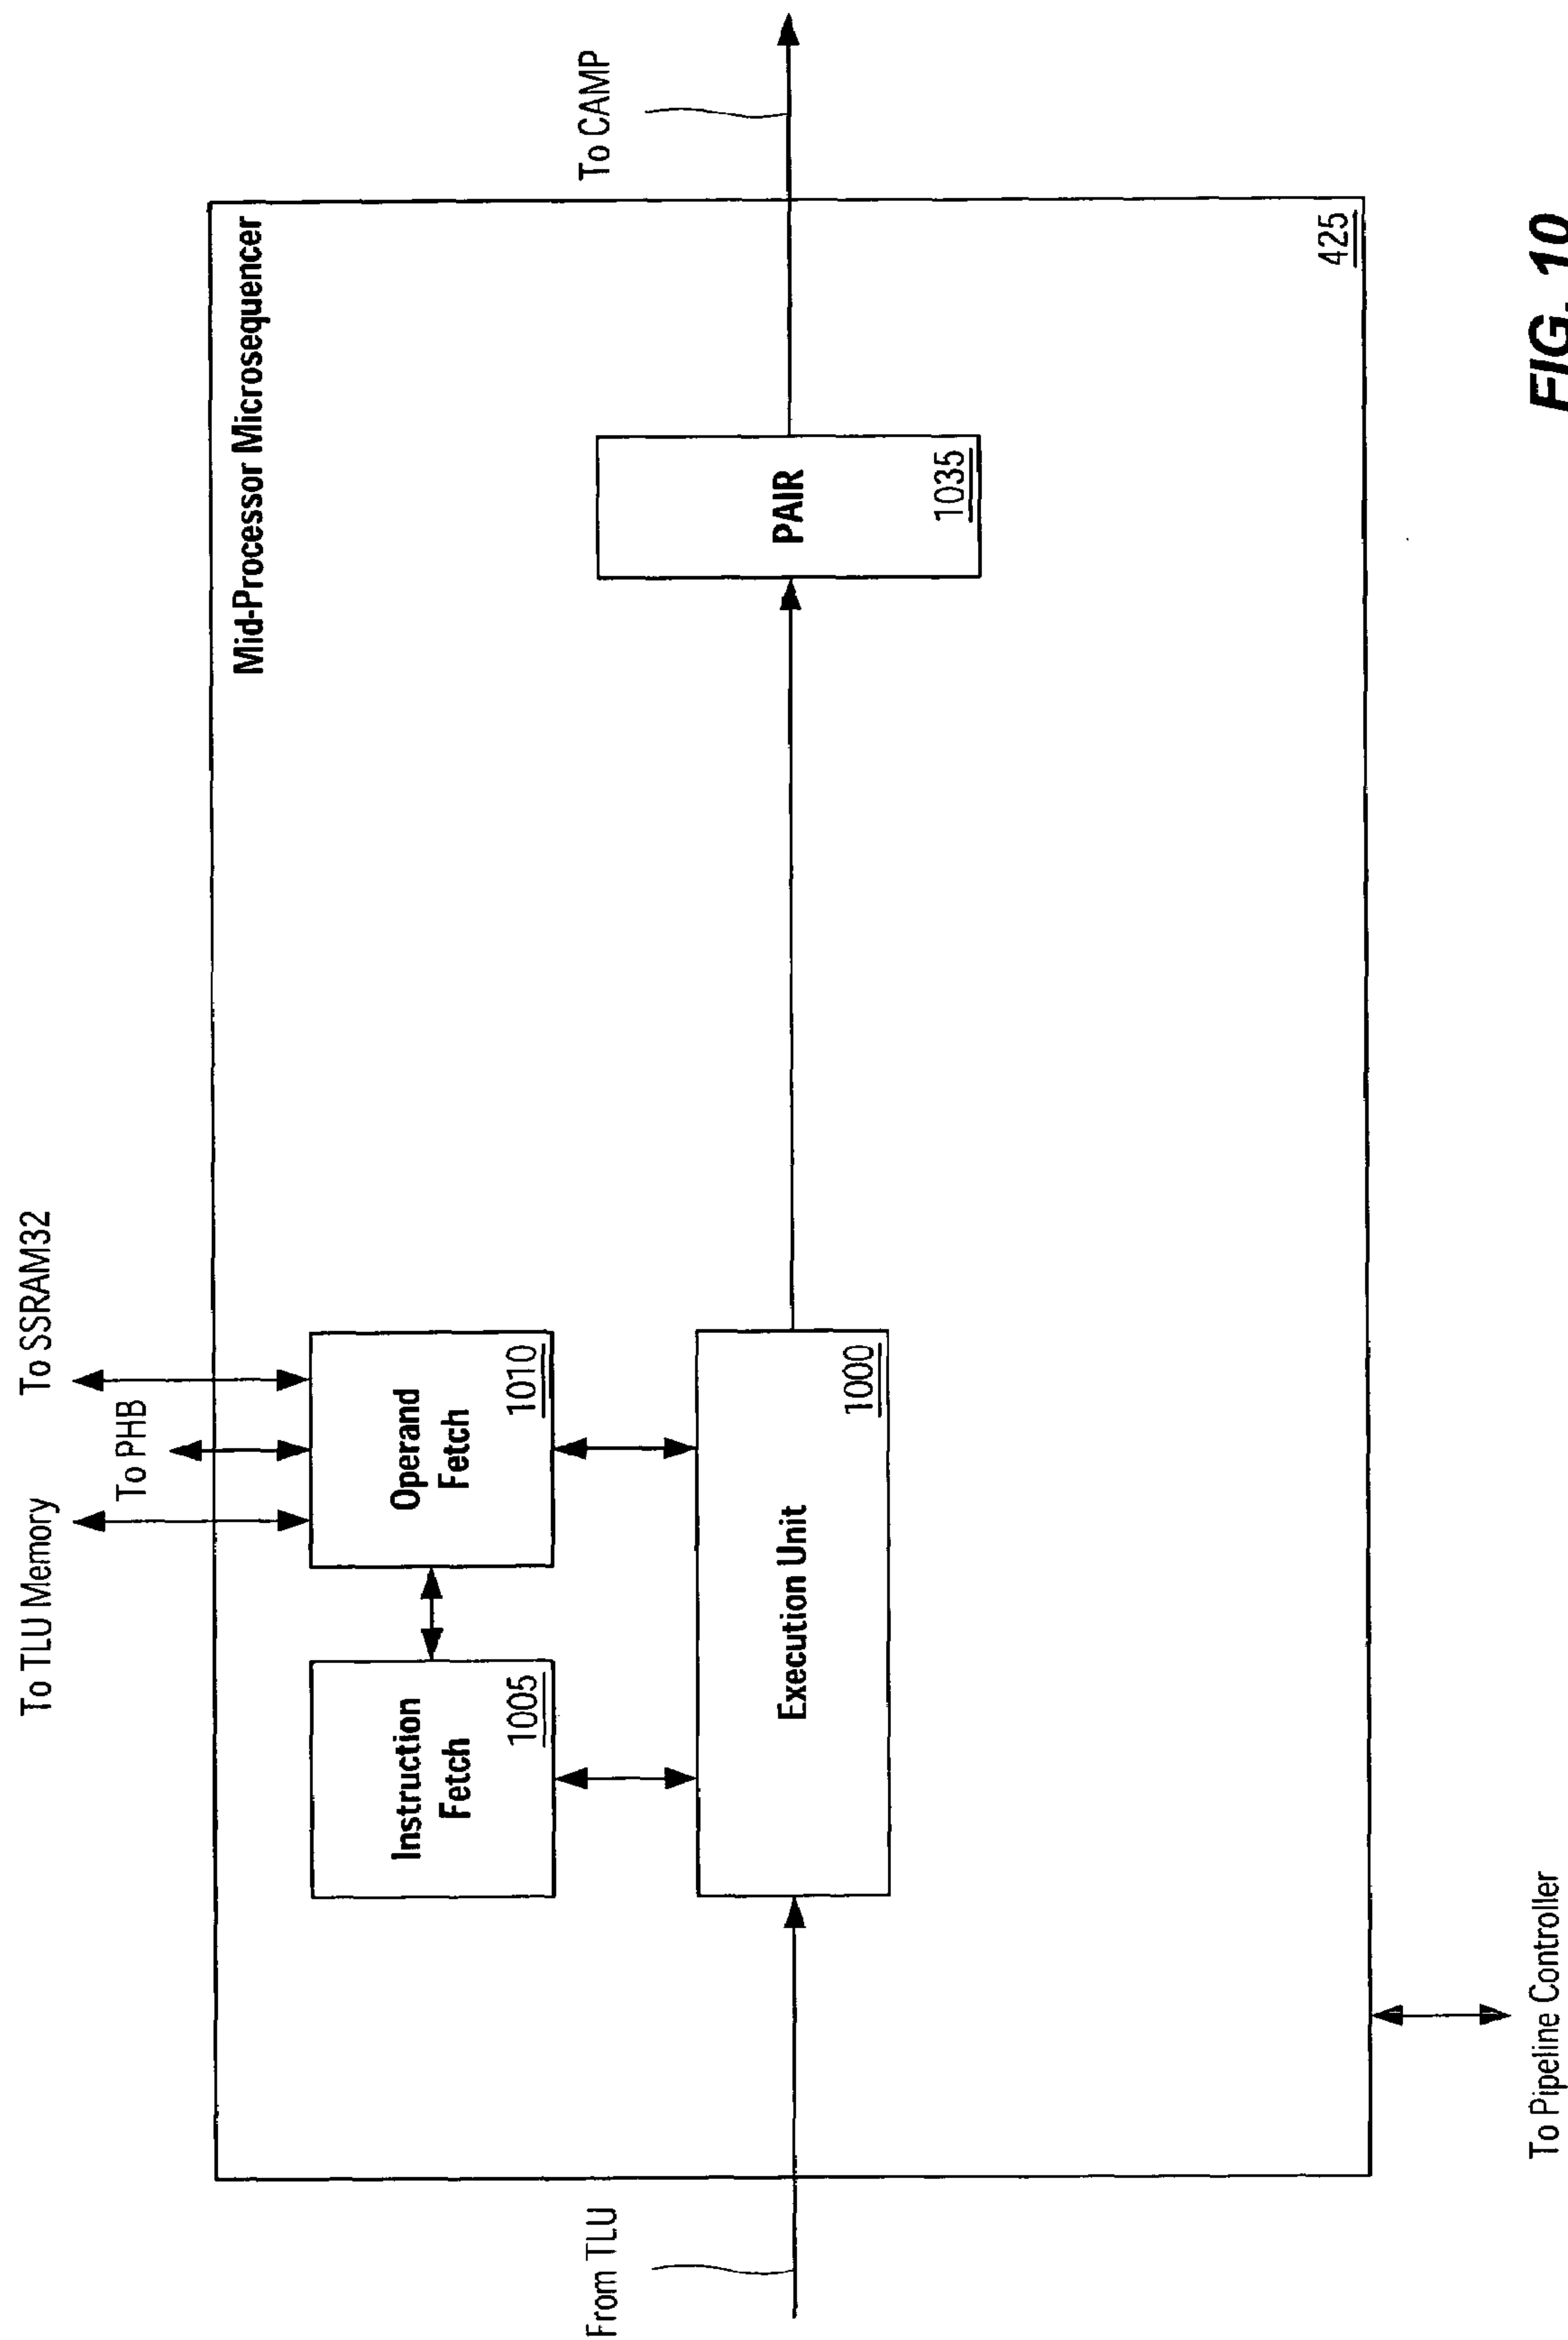 To TLU Memory
To PHB
To SSRAM32
Mid-Processor Microsequencer
Instruction
Fetch
1005
Operand
Fetch
1010
From TLU
Execution Unit
1000
PAIR
1035
To CAMP
425
To Pipeline Controller
FIG. 10